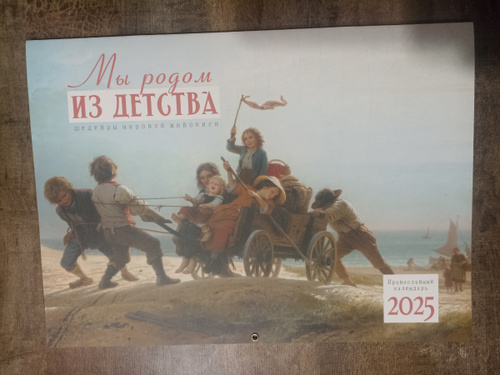 Мы родом
ИЗ ДЕТСТВА
шедевры мировой живописи
Православный
календарь
2025